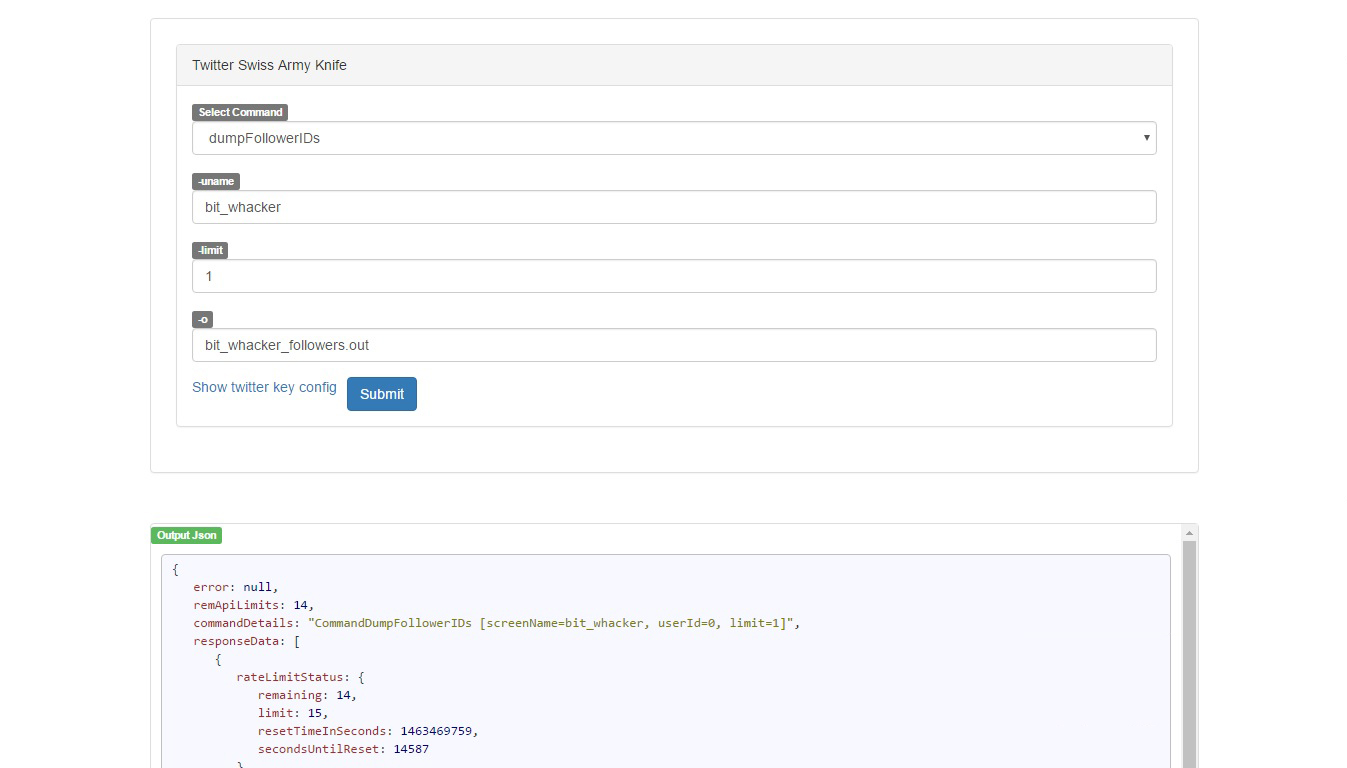 Twitter Swiss Army Knife
Select Command
dumpFollowerIDs
-uname
bit_whacker
-limit
1
-o
bit_whacker_followers.out
Show twitter key config
Submit
Output Json
{
error: null,
remApiLimits: 14,
commandDetails: "CommandDumpFollowerIDs [screenName=bit_whacker, userId=0, limit=1]",
responseData: [
{
rateLimitStatus: {
remaining: 14,
limit: 15,
resetTimeInSeconds: 1463469759,
secondsUntilReset: 14587
}